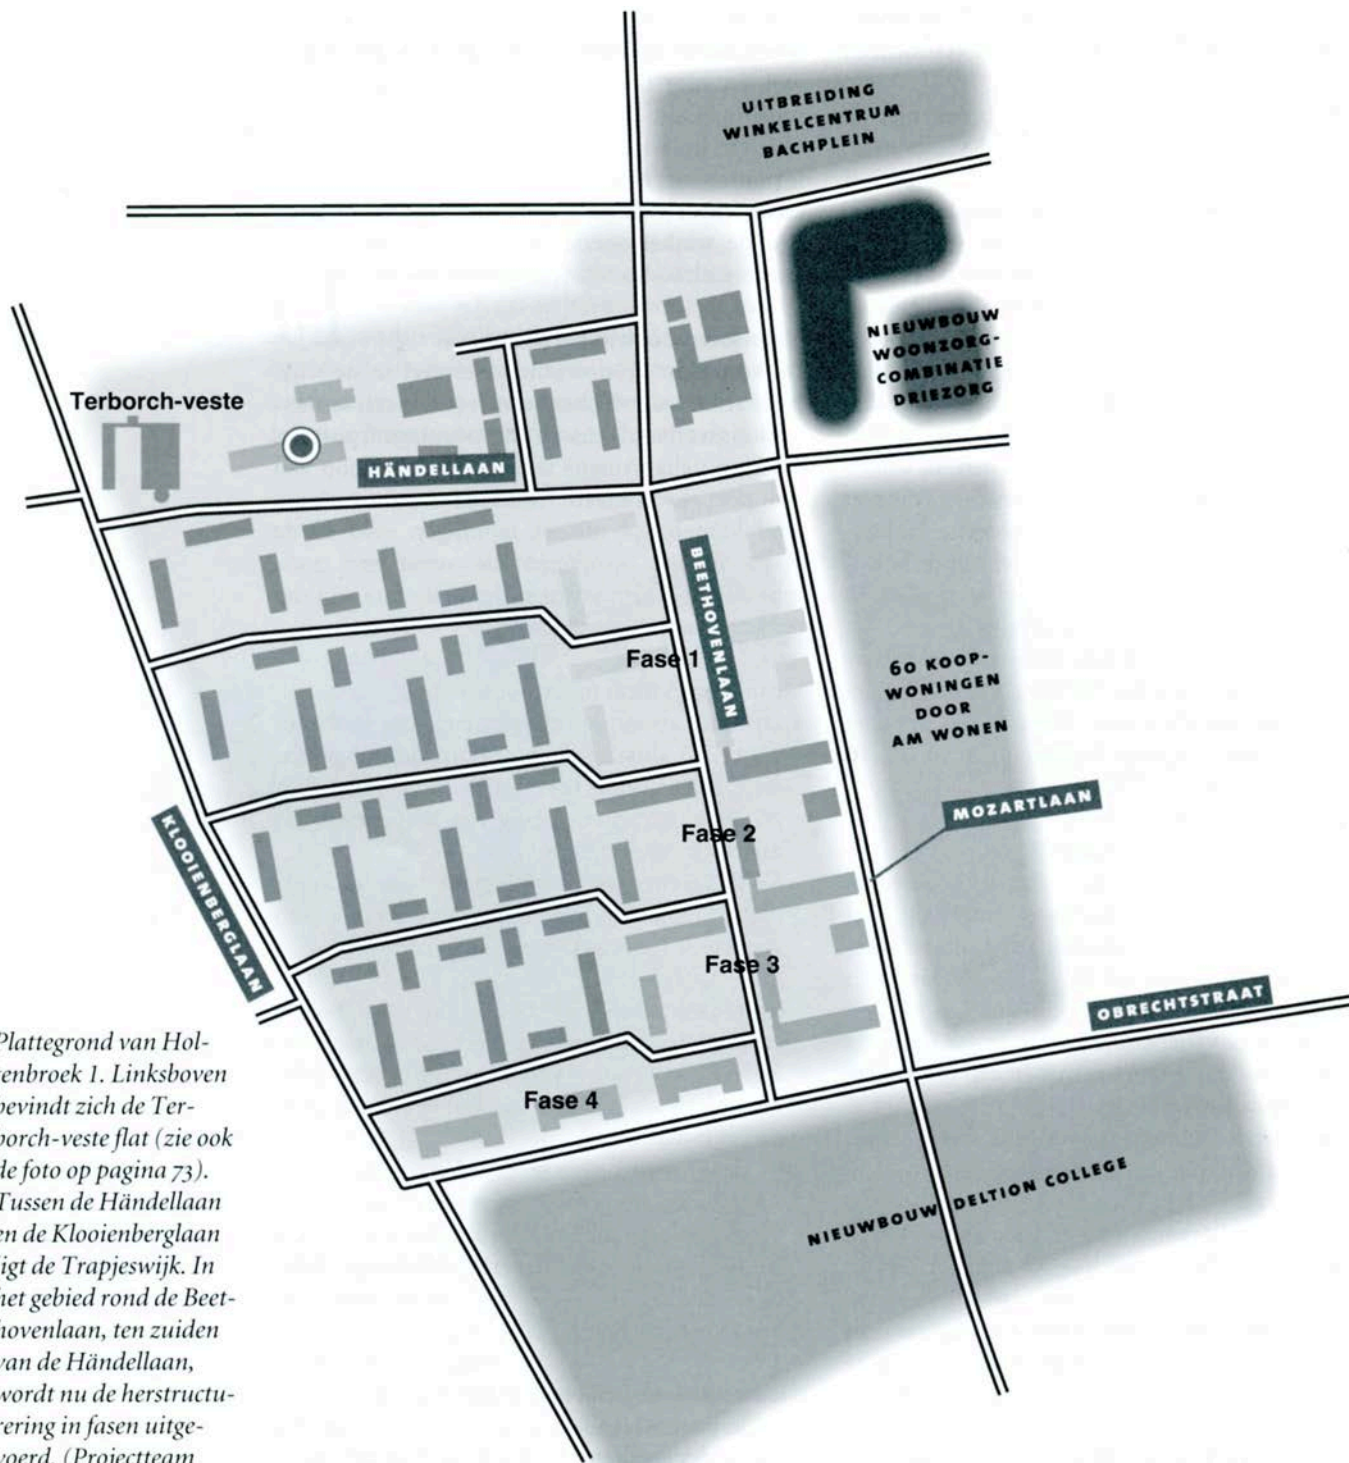 UITBREIDING
WINKELCENTRUM
BACHPLEIN
NIEUWBOUW
WOONZORG-
COMBINATIE
DRIEZORG
Terborch-veste
HÄNDELLAAN
BEETHOVENLAAN
Fase 1
60 KOOP-
WONINGEN
DOOR
AM WONEN
MOZARTLAAN
Fase 2
KLOOIENBERGLAAN
Fase 3
OBRECHTSTRAAT
Fase 4
NIEUWBOUW DELTION COLLEGE
Plattegrond van Hol-
tenbroek 1. Linksboven
bevindt zich de Ter-
borch-veste flat (zie ook
de foto op pagina 73).
Tussen de Händellaan
en de Klooienberglaan
ligt de Trapjeswijk. In
het gebied rond de Beet-
hovenlaan, ten zuiden
van de Händellaan,
wordt nu de herstructu-
rering in fasen uitge-
voerd. (Projectteam